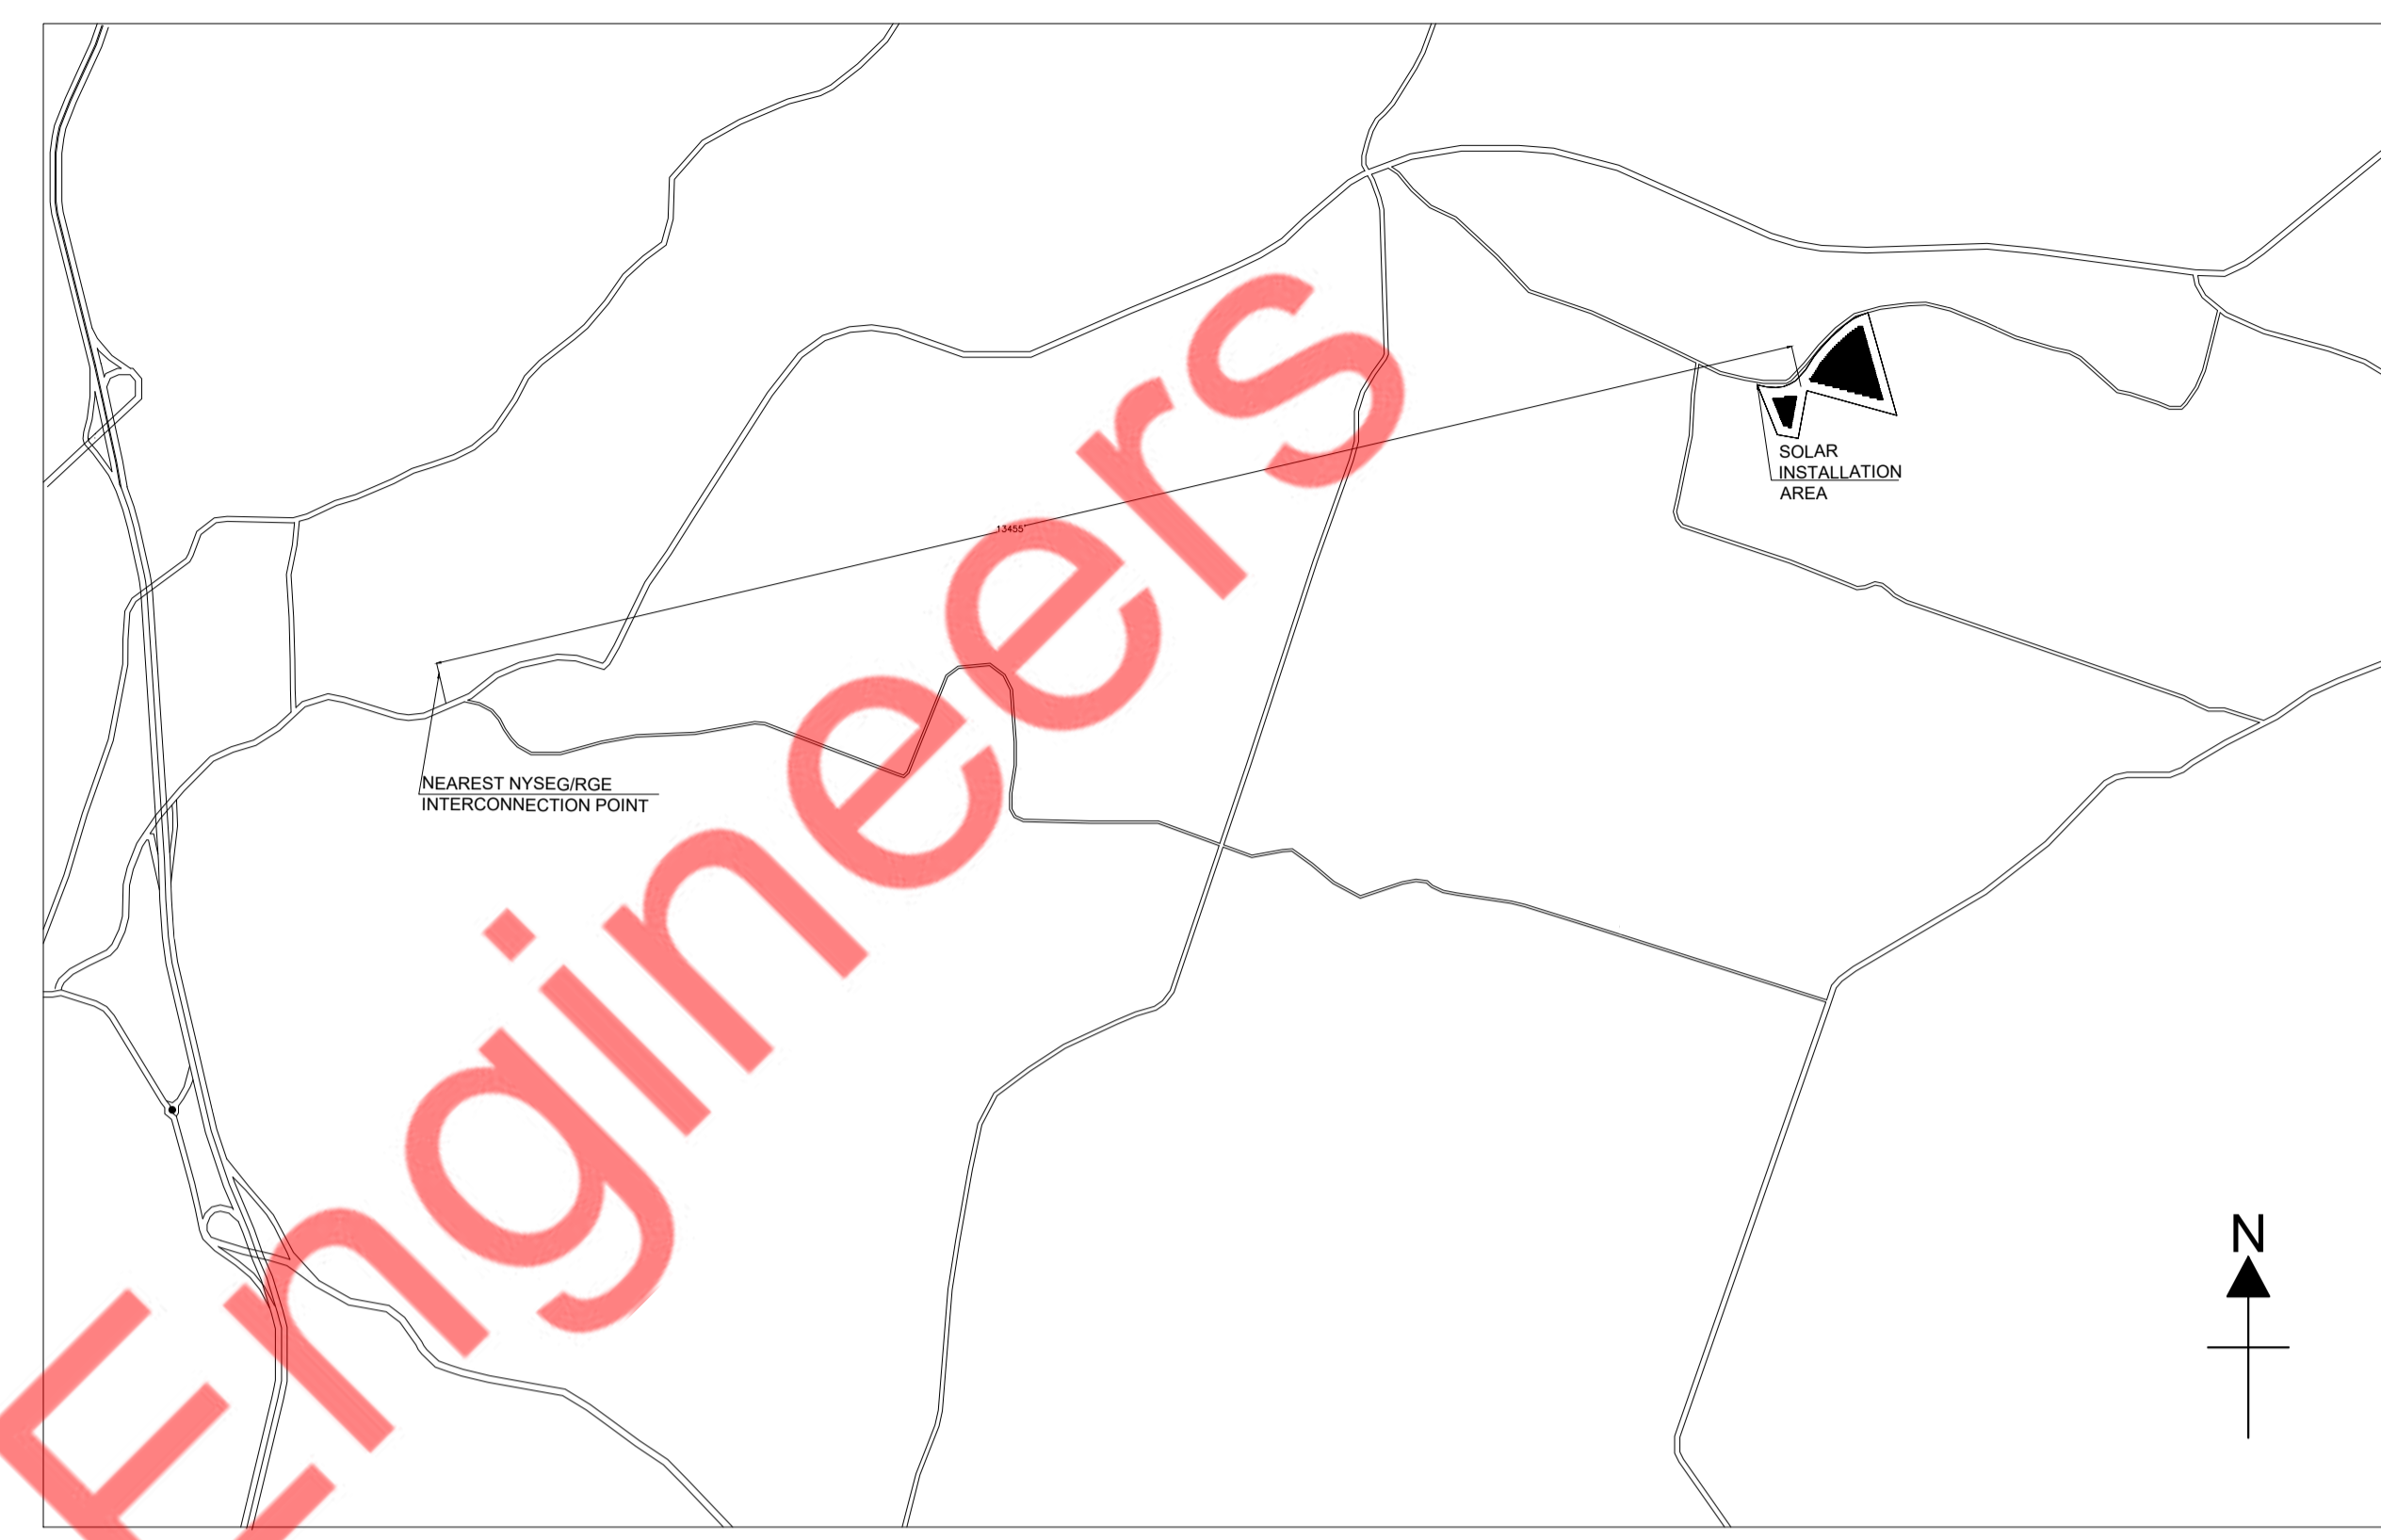 SOLAR
INSTALLATION
AREA
13455'
NEAREST NYSEG/RGE
INTERCONNECTION POINT
Engineers
N